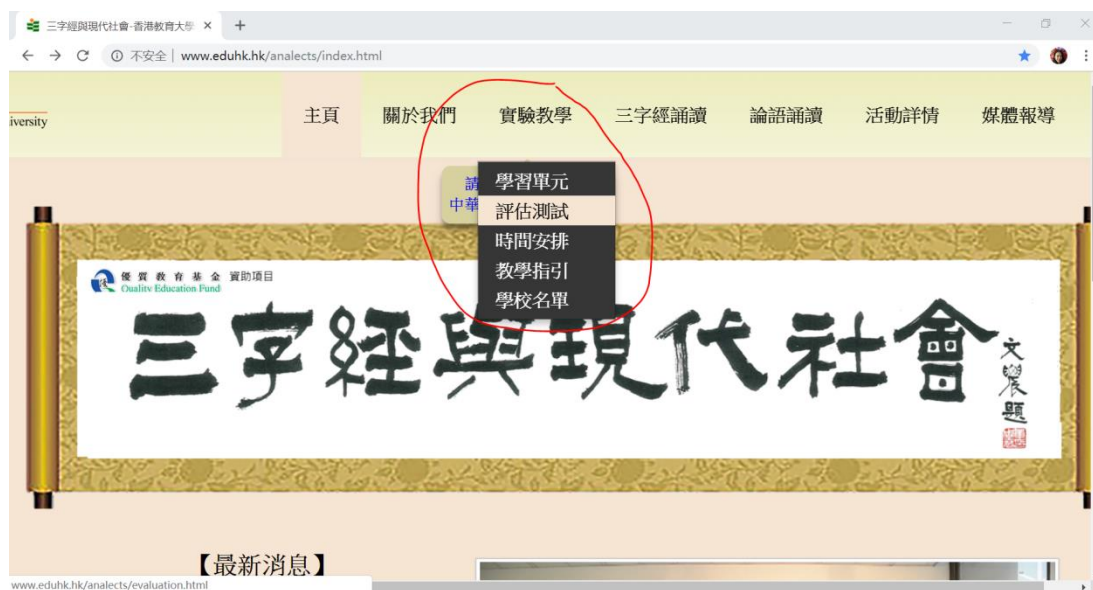 三字經與現代社會-香港教育大學
不安全 | www.eduhk.hk/analects/index.html
iversity
主頁 關於我們 實驗教學 三字經誦讀 論語誦讀 活動詳情 媒體報導
請
中華
學習單元
評估測試
時間安排
教學指引
學校名單
優質教育基金 資助項目
Quality Education Fund
三字經與現代社會
文農題
【最新消息】
www.eduhk.hk/analects/evaluation.html